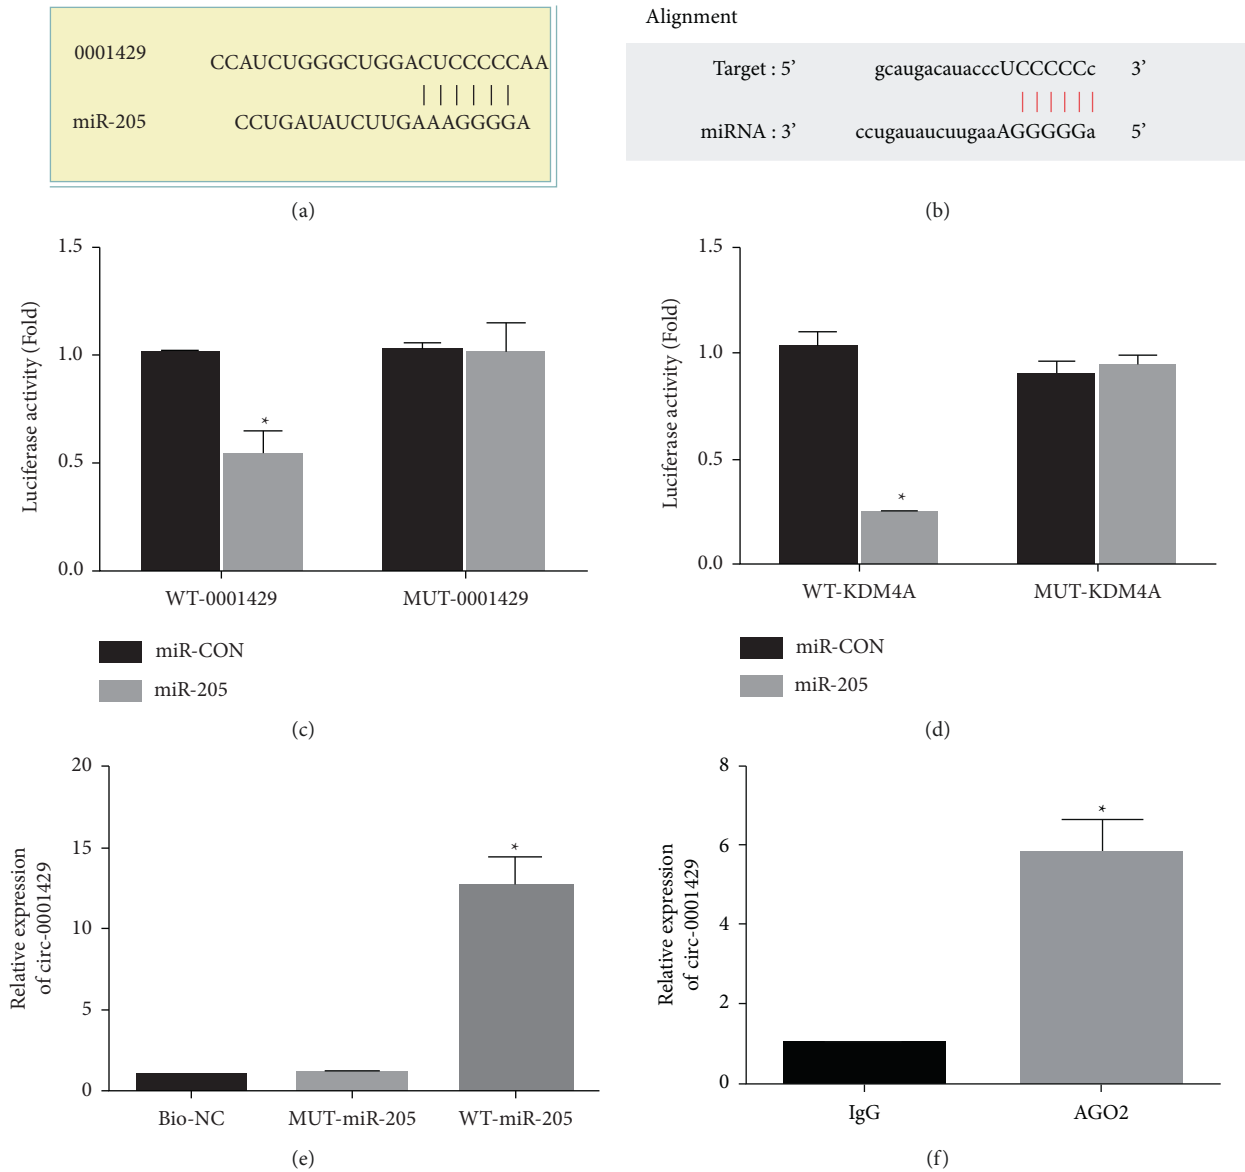 0001429
CCAUCUGGGCUGGACUCCCCCAA
miR-205
CCUGAUAUCUUGAAAGGGGA
(a)
Alignment
Target : 5’ gcaugacauacccUCCCCCc 3’
miRNA : 3’ ccugauaucuugaaAGGGGGa 5’
(b)
Luciferase activity (Fold)
1.5
1.0
0.5
0.0
*
WT-0001429
MUT-0001429
miR-CON
miR-205
(c)
Luciferase activity (Fold)
1.5
1.0
0.5
0.0
*
WT-KDM4A
MUT-KDM4A
miR-CON
miR-205
(d)
Relative expression
of circ-0001429
20
15
10
5
0
*
Bio-NC
MUT-miR-205
WT-miR-205
(e)
Relative expression
of circ-0001429
8
6
4
2
0
*
IgG
AGO2
(f)